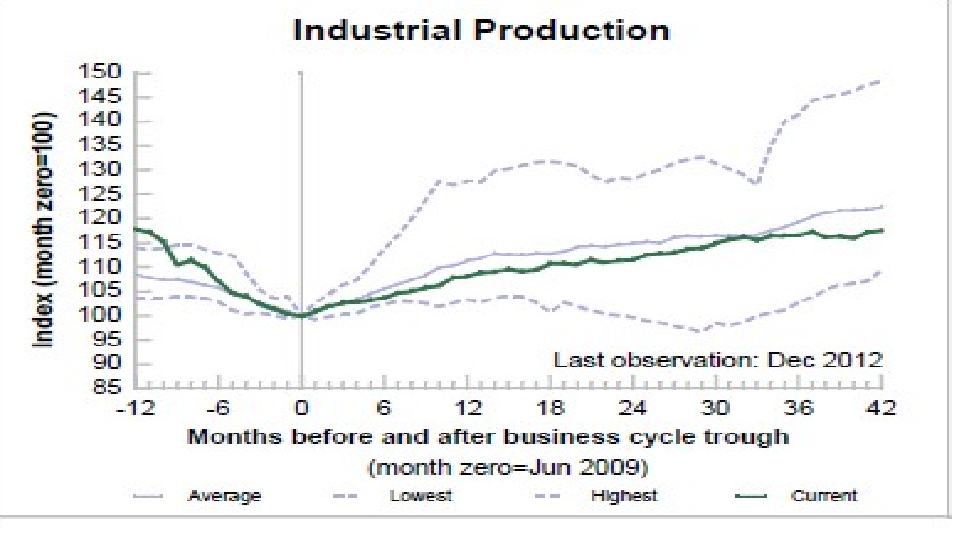 Industrial Production
Index (month zero=100)
150
145
140
135
130
125
120
115
110
105
100
95
90
85
Last observation: Dec 2012
-12 -6 0 6 12 18 24 30 36 42
Months before and after business cycle trough
(month zero=Jun 2009)
Average Lowest Highest Current